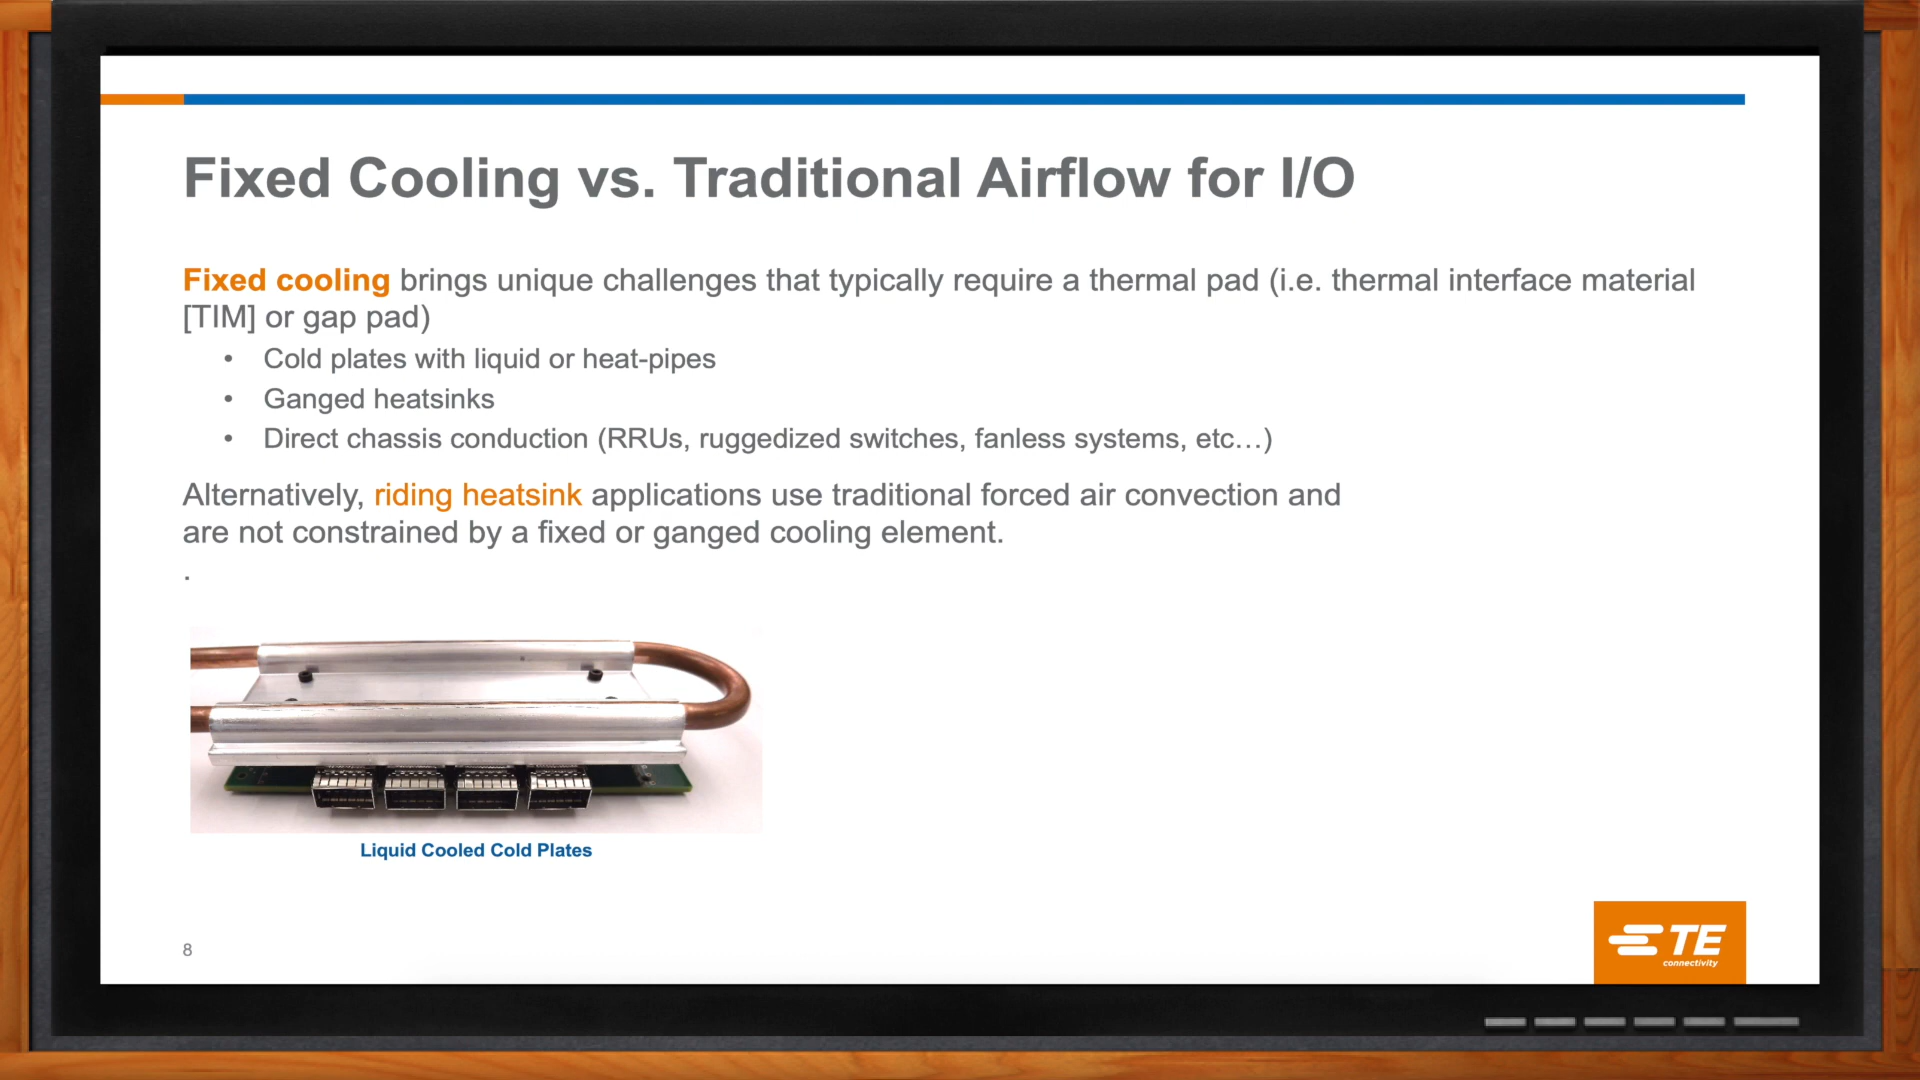 Fixed Cooling vs. Traditional Airflow for I/O
Fixed cooling brings unique challenges that typically require a thermal pad (i.e. thermal interface material
[TIM] or gap pad)
• Cold plates with liquid or heat-pipes
• Ganged heatsinks
• Direct chassis conduction (RRUs, ruggedized switches, fanless systems, etc…)
Alternatively, riding heatsink applications use traditional forced air convection and
are not constrained by a fixed or ganged cooling element.
.
Liquid Cooled Cold Plates
8
TE
connectivity